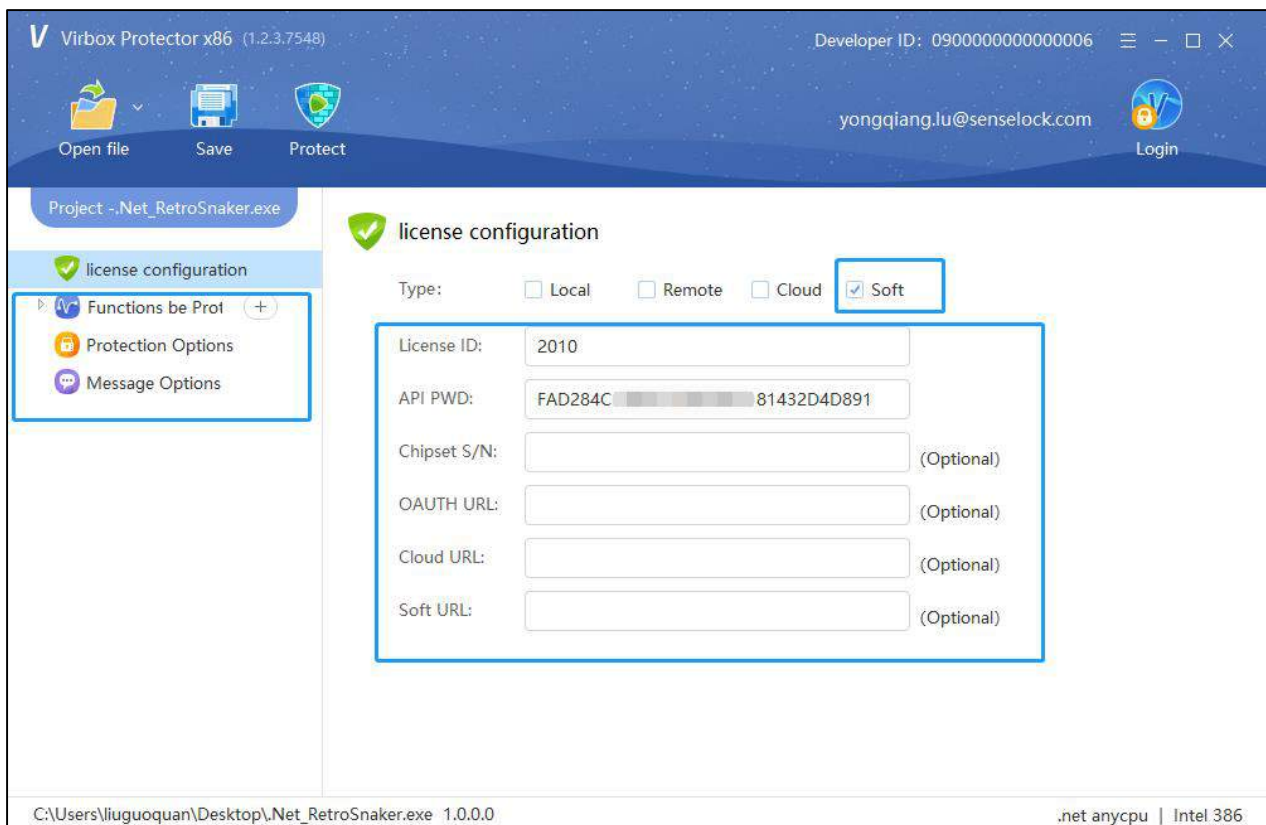 V Virbox Protector x86 (1.2.3.7548) Developer ID: 0900000000000006
yongqiang.lu@senselock.com
Open file Save Protect Login
Project -.Net_RetroSnaker.exe
license configuration
Functions be Prot
Protection Options
Message Options
license configuration
Type: Local Remote Cloud Soft
License ID: 2010
API PWD: FAD284C 81432D4D891
Chipset S/N: (Optional)
OAUTH URL: (Optional)
Cloud URL: (Optional)
Soft URL: (Optional)
C:\Users\liuguoquan\Desktop\.Net_RetroSnaker.exe 1.0.0.0 .net anycpu | Intel 386